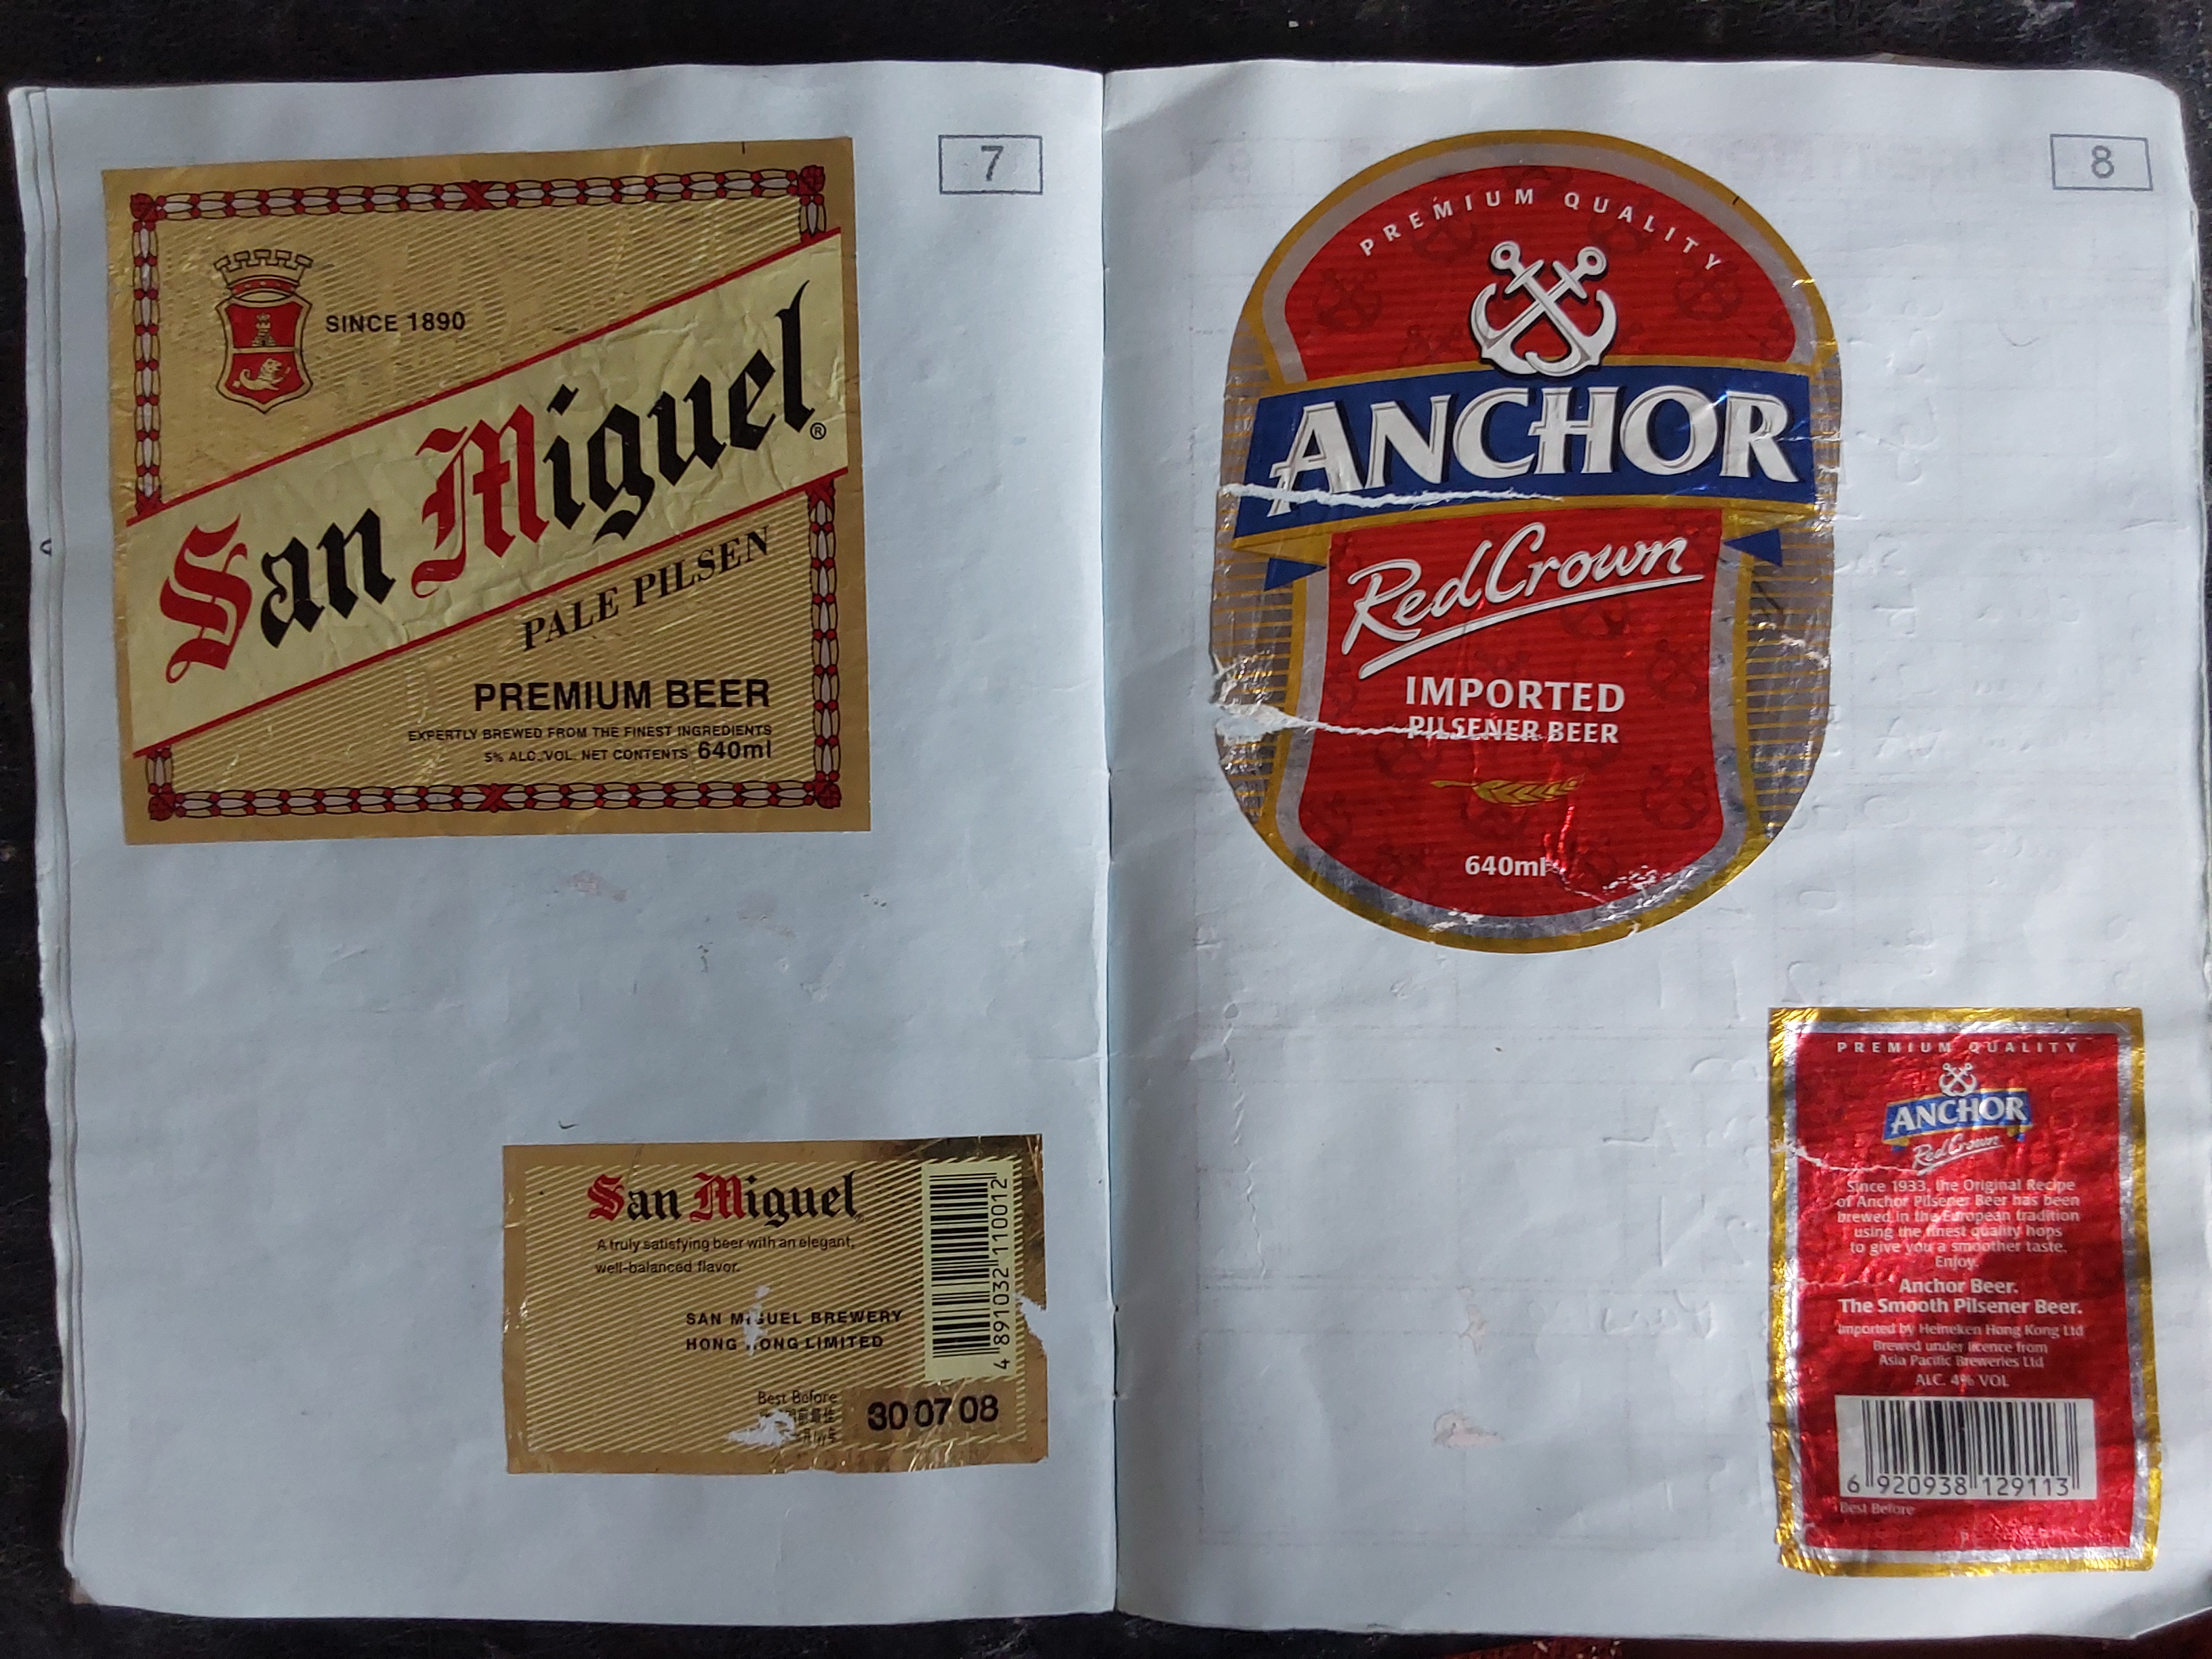 7
SINCE 1890
San Miguel®
PALE PILSEN
PREMIUM BEER
EXPERTLY BREWED FROM THE FINEST INGREDIENTS
5% ALC. VOL. NET CONTENTS 640ml
San Miguel
A truly satisfying beer with an elegant,
well-balanced flavor.
SAN MIGUEL BREWERY
HONG KONG LIMITED
4 891032 110012
Best Before
30 07 08
8
PREMIUM QUALITY
ANCHOR
Red Crown
IMPORTED
PILSENER BEER
640ml
PREMIUM QUALITY
ANCHOR
Red Crown
Since 1933, the Original Recipe
of Anchor Pilsener Beer has been
brewed in the European tradition
using the finest quality hops
to give you a smoother taste.
Enjoy.
Anchor Beer.
The Smooth Pilsener Beer.
Imported by Heineken Hong Kong Ltd
Brewed under licence from
Asia Pacific Breweries Ltd
ALC. 4% VOL
6 920938 129113
Best Before